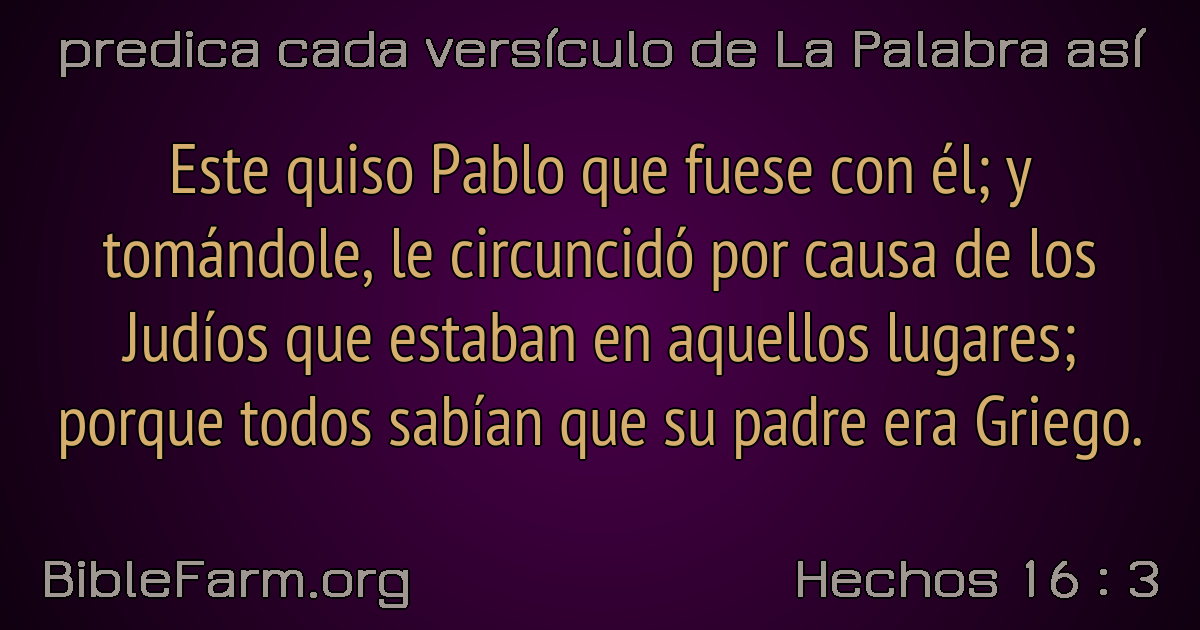 predica cada versículo de La Palabra así
Este quiso Pablo que fuese con él; y
tomándole, le circuncidó por causa de los
Judíos que estaban en aquellos lugares;
porque todos sabían que su padre era Griego.
BibleFarm.org
Hechos 16 : 3